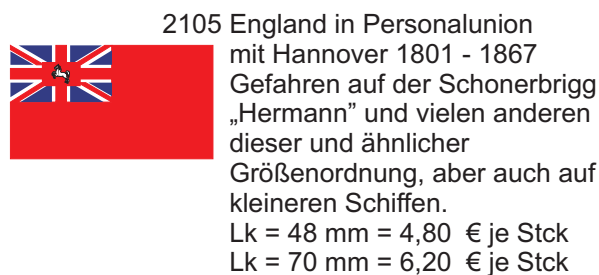 2105 England in Personalunion
mit Hannover 1801 - 1867
Gefahren auf der Schonerbrigg
„Hermann” und vielen anderen
dieser und ähnlicher
Größenordnung, aber auch auf
kleineren Schiffen.
Lk = 48 mm = 4,80 € je Stck
Lk = 70 mm = 6,20 € je Stck